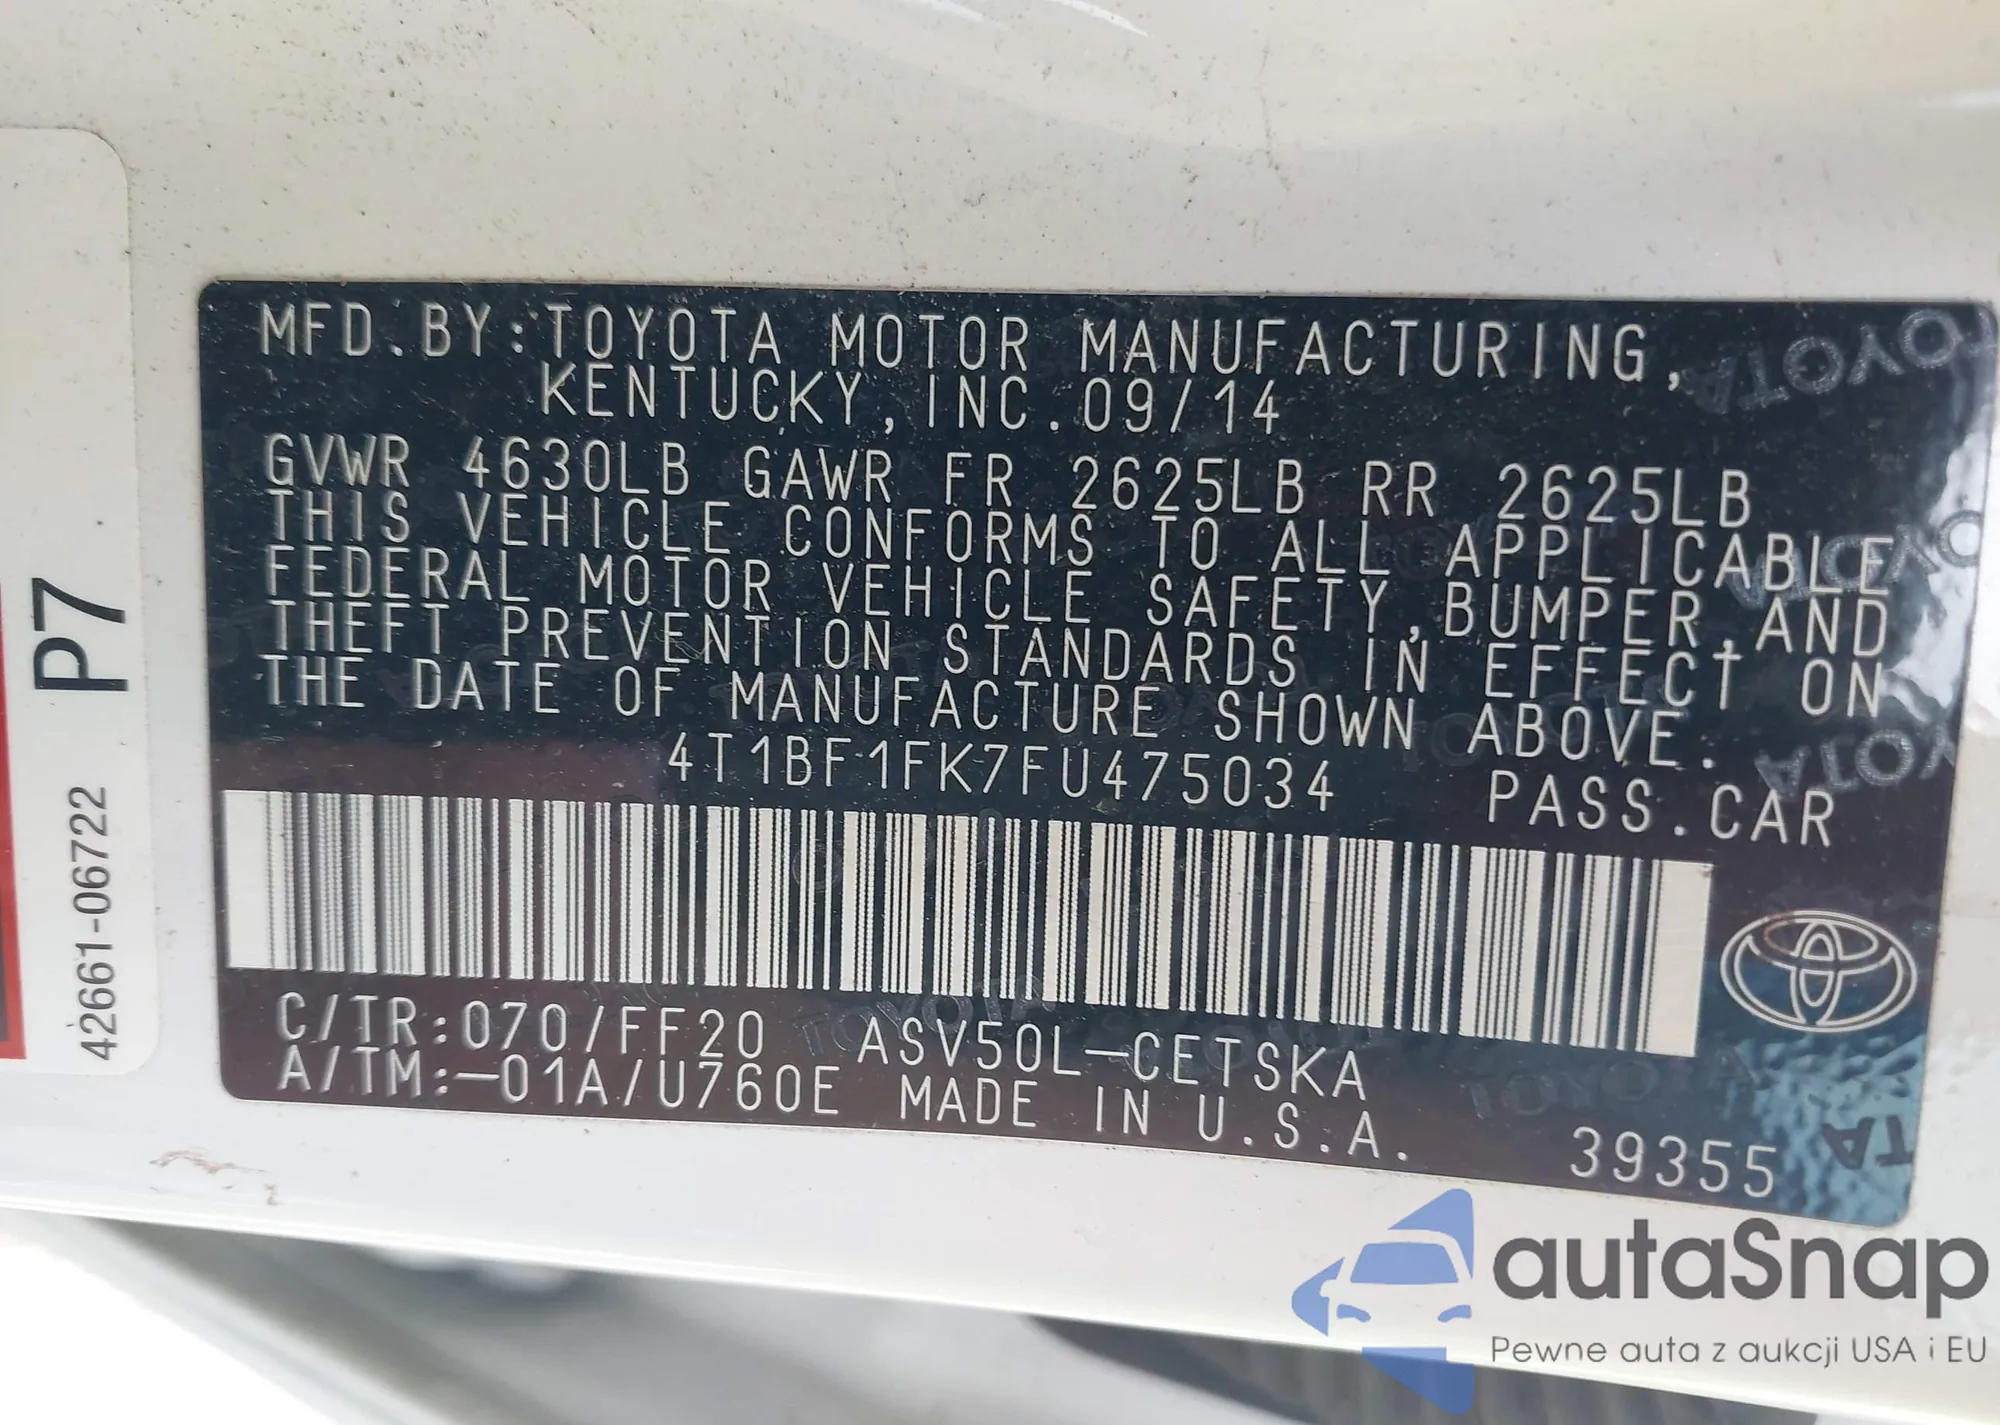 MFD.BY:TOYOTA MOTOR MANUFACTURING,
KENTUCKY,INC.09/14
GVWR 4630LB GAWR FR 2625LB RR 2625LB
THIS VEHICLE CONFORMS TO ALL APPLICABLE
FEDERAL MOTOR VEHICLE SAFETY,BUMPER,AND
THEFT PREVENTION STANDARDS IN EFFECT ON
THE DATE OF MANUFACTURE SHOWN ABOVE.
4T1BF1FK7FU475034 PASS.CAR
C/TR:070/FF20 ASV50L-CETSKA
A/TM:-01A/U760E MADE IN U.S.A.
39355
P7
42661-06722
TOYOTA
autaSnap
Pewne auta z aukcji USA i EU